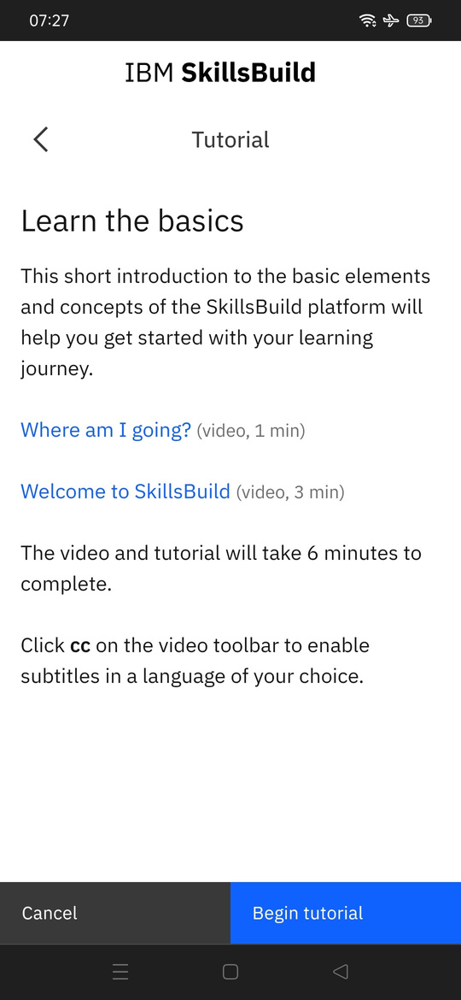 07:27
93
IBM SkillsBuild
Tutorial
Learn the basics
This short introduction to the basic elements
and concepts of the SkillsBuild platform will
help you get started with your learning
journey.
Where am I going? (video, 1 min)
Welcome to SkillsBuild (video, 3 min)
The video and tutorial will take 6 minutes to
complete.
Click cc on the video toolbar to enable
subtitles in a language of your choice.
Cancel
Begin tutorial